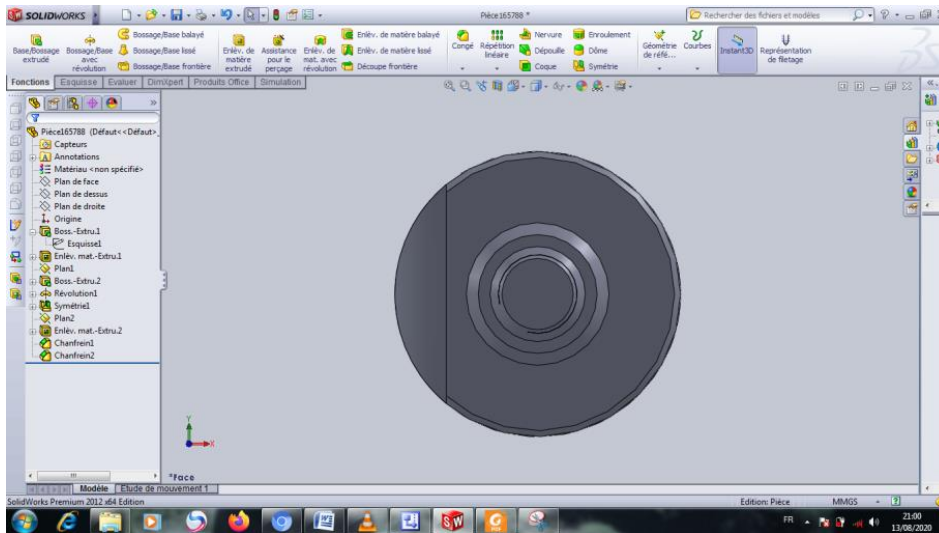 SOLIDWORKS
Pièce165788 *
Rechercher des fichiers et modèles
Base/Bossage extrudé
Bossage/Base avec révolution
Bossage/Base balayé
Bossage/Base lissé
Bossage/Base frontière
Enlèv. de matière extrudé
Assistance pour le perçage
Enlèv. de mat. avec révolution
Enlèv. de matière balayé
Enlèv. de matière lissé
Découpe frontière
Congé
Répétition linéaire
Nervure
Dépouille
Coque
Enroulement
Dôme
Symétrie
Géométrie de réfé...
Courbes
Instant3D
Représentation de filetage
Fonctions Esquisse Evaluer DimXpert Produits Office Simulation
Pièce165788 (Défaut<<Défaut>_
Capteurs
Annotations
Matériau <non spécifié>
Plan de face
Plan de dessus
Plan de droite
Origine
Boss.-Extru.1
Esquisse1
Enlèv. mat.-Extru.1
Plan1
Boss.-Extru.2
Révolution1
Symétrie1
Plan2
Enlèv. mat.-Extru.2
Chanfrein1
Chanfrein2
Y
X
*Face
Modèle Etude de mouvement 1
SolidWorks Premium 2012 x64 Edition
Edition: Pièce
MMGS
FR
21:00
13/08/2020